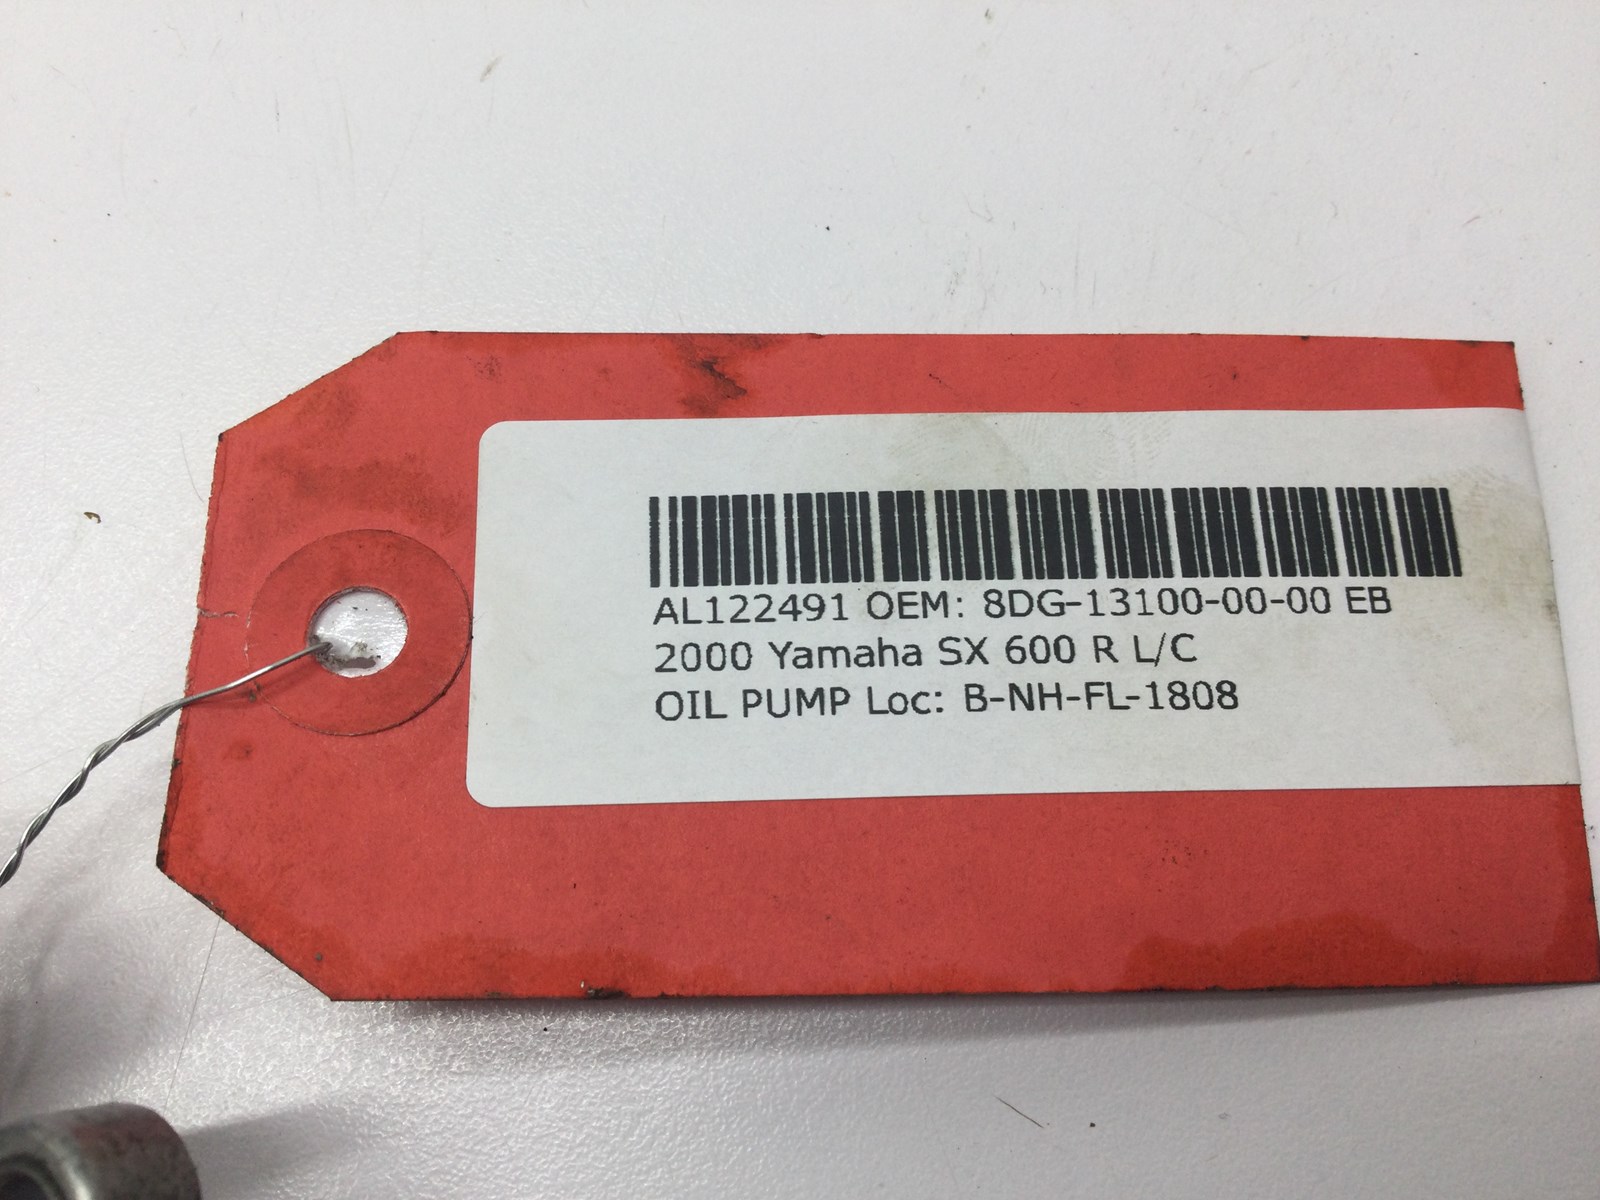 AL122491 OEM: 8DG-13100-00-00 EB
2000 Yamaha SX 600 R L/C
OIL PUMP Loc: B-NH-FL-1808